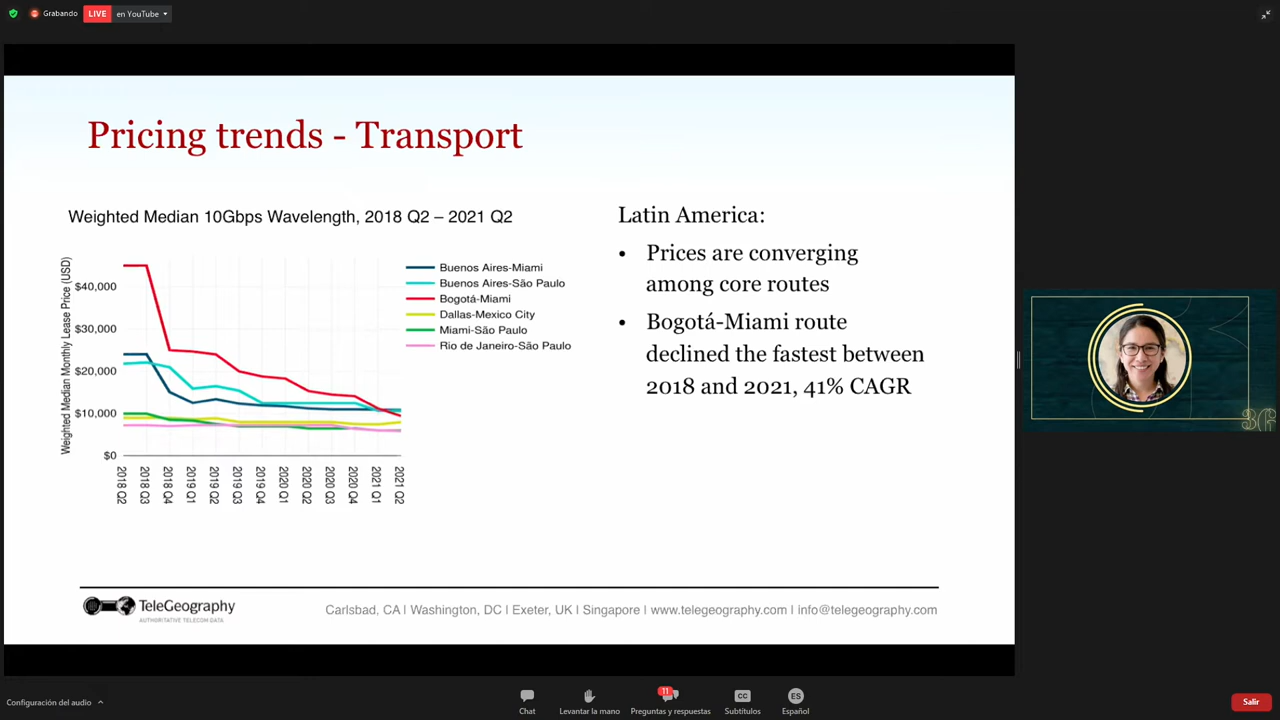 Grabando
LIVE
en YouTube
Pricing trends - Transport
Weighted Median 10Gbps Wavelength, 2018 Q2 – 2021 Q2
Weighted Median Monthly Lease Price (USD)
$40,000
$30,000
$20,000
$10,000
$0
2018 Q2
2018 Q3
2018 Q4
2019 Q1
2019 Q2
2019 Q3
2019 Q4
2020 Q1
2020 Q2
2020 Q3
2020 Q4
2021 Q1
2021 Q2
Buenos Aires-Miami
Buenos Aires-São Paulo
Bogotá-Miami
Dallas-Mexico City
Miami-São Paulo
Rio de Janeiro-São Paulo
Latin America:
• Prices are converging
among core routes
• Bogotá-Miami route
declined the fastest between
2018 and 2021, 41% CAGR
TeleGeography
AUTHORITATIVE TELECOM DATA
Carlsbad, CA | Washington, DC | Exeter, UK | Singapore | www.telegeography.com | info@telegeography.com
Configuración del audio
Chat
Levantar la mano
11
Preguntas y respuestas
CC
Subtítulos
ES
Español
Salir